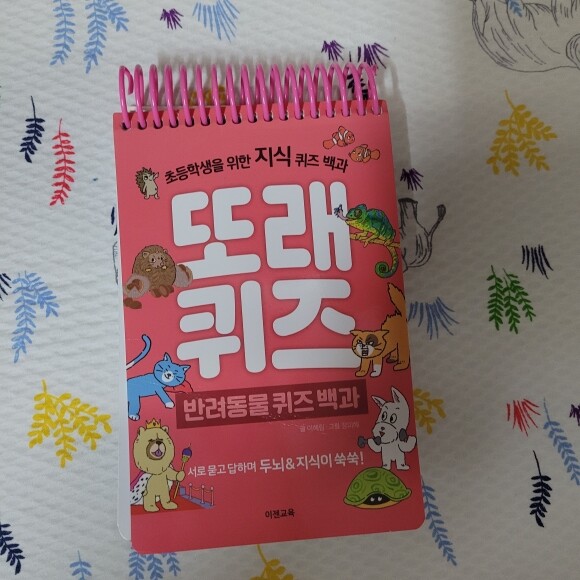 초등학생을 위한 지식 퀴즈 백과
또래
퀴즈
반려동물 퀴즈 백과
서로 묻고 답하며 두뇌&지식이 쑥쑥!
이젠교육